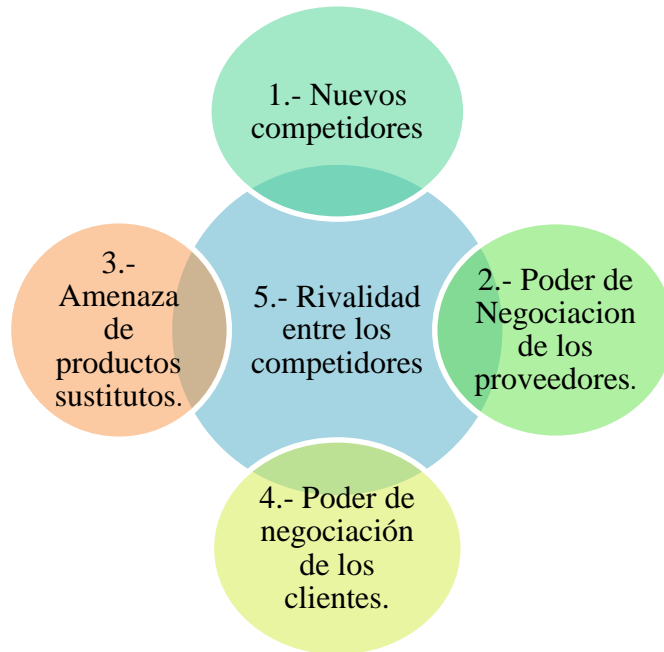 1.- Nuevos
competidores
2.- Poder de
Negociacion
de los
proveedores.
3.-
Amenaza
de
productos
sustitutos.
4.- Poder de
negociación
de los
clientes.
5.- Rivalidad
entre los
competidores